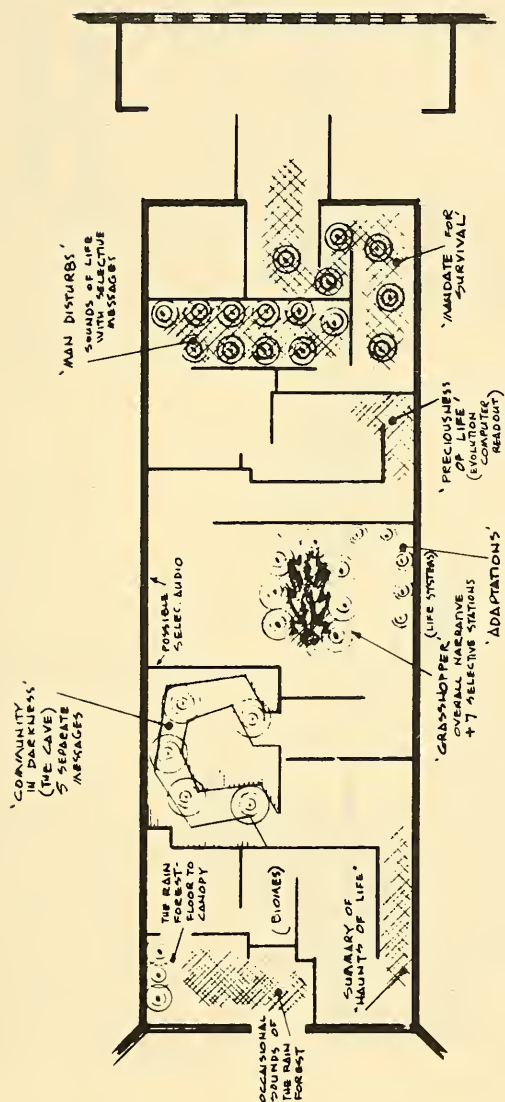 'MAN DISTURBS'
SOUNDS OF LIFE
WITH SELECTIVE
MESSAGES
'MANDATE FOR
SURVIVAL'
'PRECIOUSNESS
OF LIFE'
(EVOLUTION
COMPUTER
READOUT)
POSSIBLE
SELEC. AUDIO
'ADAPTATIONS'
(LIFE SYSTEMS)
'GRASSHOPPER'
OVERALL NARRATIVE
+ 7 SELECTIVE STATIONS
'COMMUNITY
IN DARKNESS'
(THE CAVE)
5 SEPARATE
MESSAGES
THE RAIN
FOREST-
FLOOR TO
CANOPY
(BIOMES)
SUMMARY OF
"HAUNTS OF LIFE"
OCCAISIONAL
SOUNDS OF
THE RAIN
FOREST